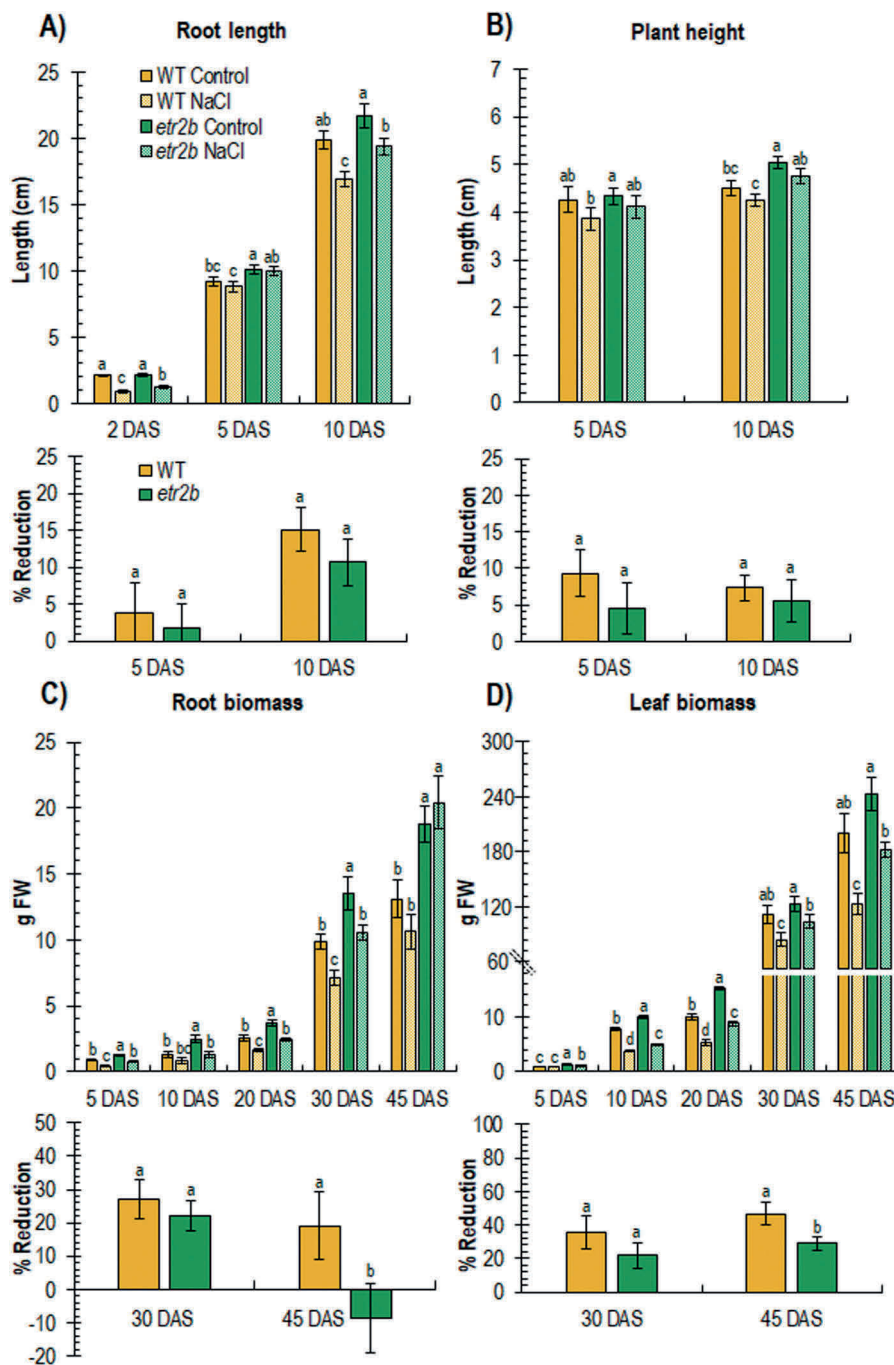 A) Root length
WT Control
WT NaCl
etr2b Control
etr2b NaCl
Length (cm)
25
20
15
10
5
0
a c a b
bc c a ab
b c a b
2 DAS 5 DAS 10 DAS
WT
etr2b
% Reduction
25
20
15
10
5
0
a a
a a
5 DAS 10 DAS
B) Plant height
Length (cm)
7
6
5
4
3
2
1
0
ab b a ab
bc c a ab
5 DAS 10 DAS
% Reduction
25
20
15
10
5
0
a a
a a
5 DAS 10 DAS
C) Root biomass
g FW
25
20
15
10
5
0
b c a b
b bc a b
b c a b
b c a b
b b a a
5 DAS 10 DAS 20 DAS 30 DAS 45 DAS
% Reduction
50
40
30
20
10
0
-10
-20
a a
a b
30 DAS 45 DAS
D) Leaf biomass
g FW
300
240
180
120
60
10
0
c c a b
b d a c
b d a c
ab c a b
ab c a b
5 DAS 10 DAS 20 DAS 30 DAS 45 DAS
% Reduction
100
80
60
40
20
0
a a
a b
30 DAS 45 DAS